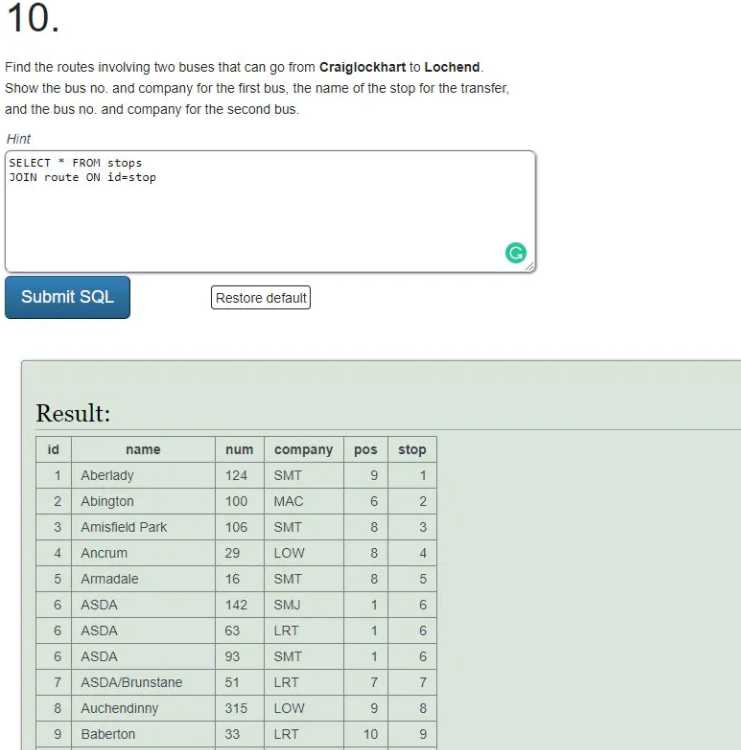 10.
Find the routes involving two buses that can go from Craiglockhart to Lochend.
Show the bus no. and company for the first bus, the name of the stop for the transfer,
and the bus no. and company for the second bus.
Hint
SELECT * FROM stops
JOIN route ON id=stop
Submit SQL Restore default
Result:
id name num company pos stop
1 Aberlady 124 SMT 9 1
2 Abington 100 MAC 6 2
3 Amisfield Park 106 SMT 8 3
4 Ancrum 29 LOW 8 4
5 Armadale 16 SMT 8 5
6 ASDA 142 SMJ 1 6
6 ASDA 63 LRT 1 6
6 ASDA 93 SMT 1 6
7 ASDA/Brunstane 51 LRT 7 7
8 Auchendinny 315 LOW 9 8
9 Baberton 33 LRT 10 9